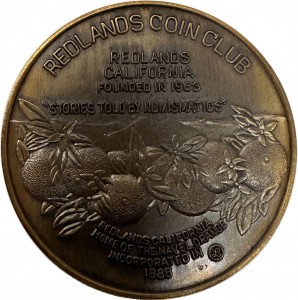 REDLANDS COIN CLUB
REDLANDS
CALIFORNIA
FOUNDED IN 1963
"STORIES TOLD BY NUMISMATICS"
REDLANDS, CALIFORNIA
HOME OF THE NAVEL ORANGE
INCORPORATED IN
1888